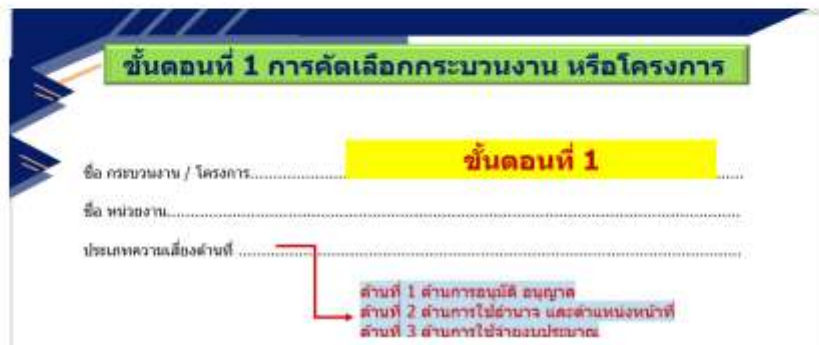 ขั้นตอนที่ 1 การคัดเลือกกระบวนงาน หรือโครงการ
ขั้นตอนที่ 1
ชื่อ กระบวนงาน / โครงการ..............................................................................
ชื่อ หน่วยงาน..............................................................................
ประเภทความเสี่ยงด้านที่ ..............................................................................
ด้านที่ 1 ด้านการอนุมัติ อนุญาต
ด้านที่ 2 ด้านการใช้อำนาจ และตำแหน่งหน้าที่
ด้านที่ 3 ด้านการใช้จ่ายงบประมาณ